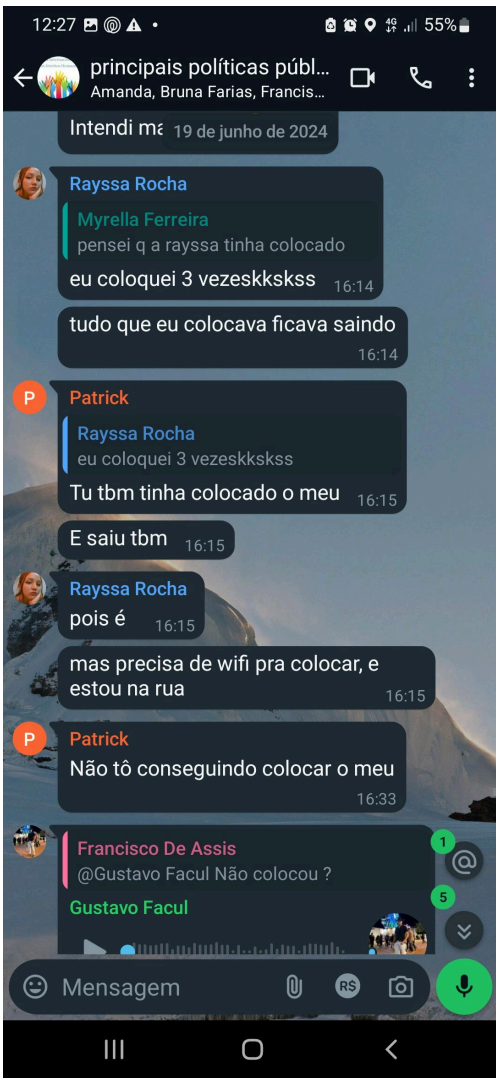 12:27
4G
55%
principais políticas públ...
Amanda, Bruna Farias, Francis...
Intendi ma
19 de junho de 2024
Rayssa Rocha
Myrella Ferreira
pensei q a rayssa tinha colocado
eu coloquei 3 vezeskkskss
16:14
tudo que eu colocava ficava saindo
16:14
P
Patrick
Rayssa Rocha
eu coloquei 3 vezeskkskss
Tu tbm tinha colocado o meu
16:15
E saiu tbm
16:15
Rayssa Rocha
pois é
16:15
mas precisa de wifi pra colocar, e
estou na rua
16:15
P
Patrick
Não tô conseguindo colocar o meu
16:33
Francisco De Assis
@Gustavo Facul Não colocou ?
1
@
Gustavo Facul
5
Mensagem
R$